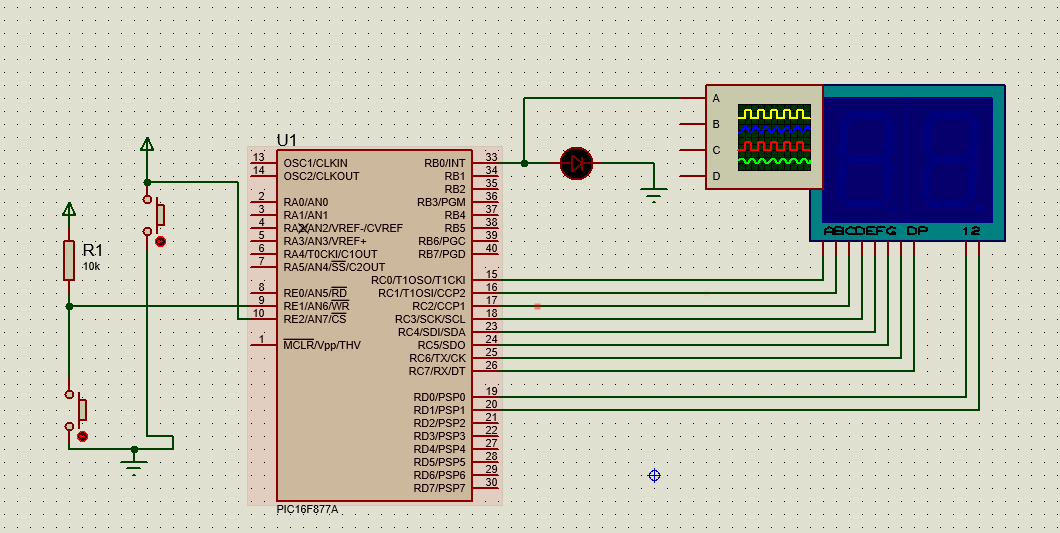 U1
13 OSC1/CLKIN RB0/INT 33
14 OSC2/CLKOUT RB1 34
RB2 35
2 RA0/AN0 RB3/PGM 36
3 RA1/AN1 RB4 37
4 RA2/AN2/VREF-/CVREF RB5 38
5 RA3/AN3/VREF+ RB6/PGC 39
6 RA4/T0CKI/C1OUT RB7/PGD 40
7 RA5/AN4/SS/C2OUT
RC0/T1OSO/T1CKI 15
8 RE0/AN5/RD RC1/T1OSI/CCP2 16
9 RE1/AN6/WR RC2/CCP1 17
10 RE2/AN7/CS RC3/SCK/SCL 18
RC4/SDI/SDA 23
1 MCLR/Vpp/THV RC5/SDO 24
RC6/TX/CK 25
RC7/RX/DT 26
RD0/PSP0 19
RD1/PSP1 20
RD2/PSP2 21
RD3/PSP3 22
RD4/PSP4 27
RD5/PSP5 28
RD6/PSP6 29
RD7/PSP7 30
PIC16F877A
R1
10k
A
B
C
D
ABCDEFG DP 12